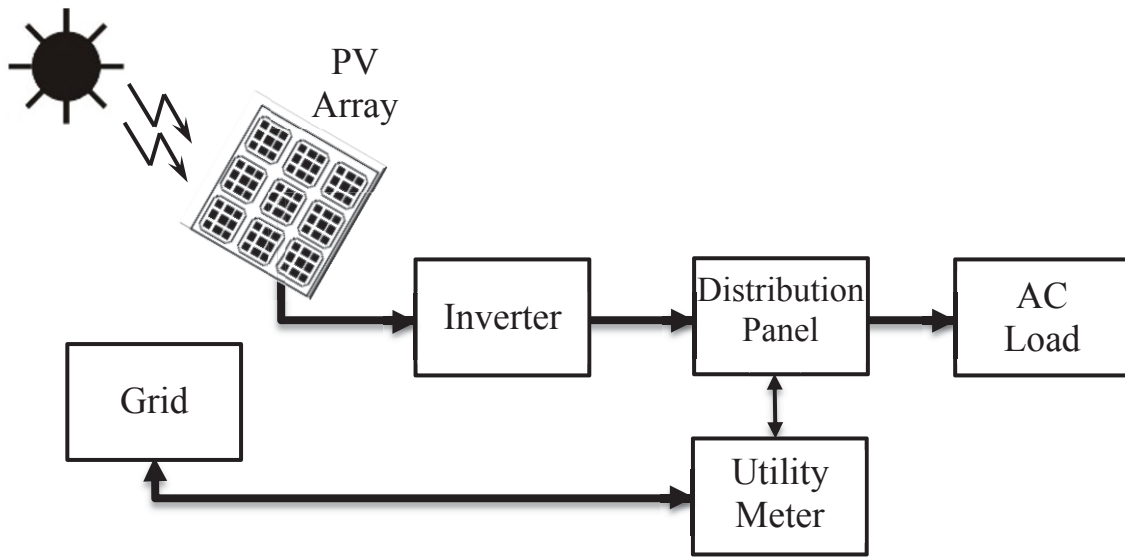 PV
Array
Inverter
Distribution
Panel
AC
Load
Grid
Utility
Meter